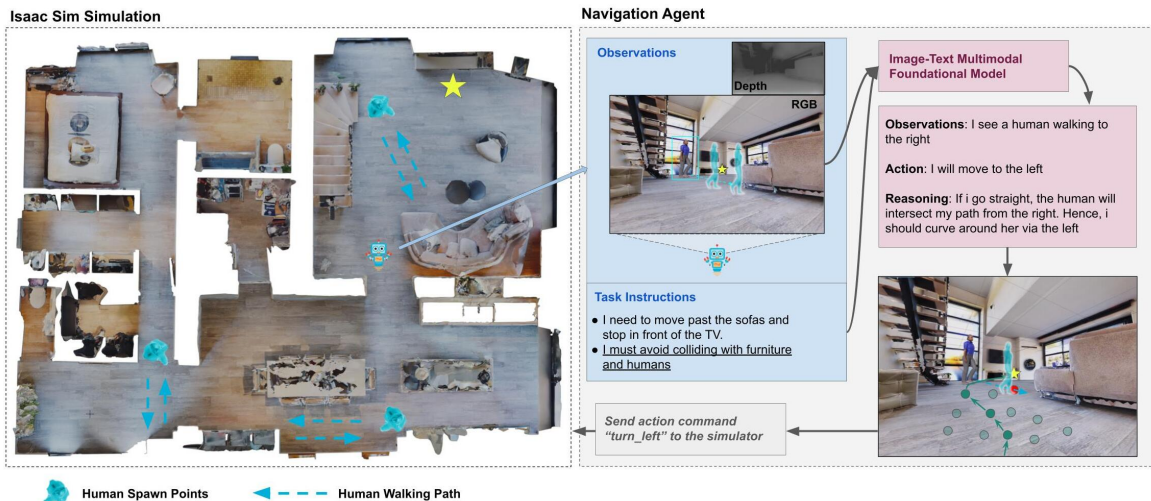 Isaac Sim Simulation
Navigation Agent
Observations
Depth
RGB
Task Instructions
● I need to move past the sofas and
stop in front of the TV.
● I must avoid colliding with furniture
and humans
Image-Text Multimodal
Foundational Model
Observations: I see a human walking to
the right
Action: I will move to the left
Reasoning: If i go straight, the human will
intersect my path from the right. Hence, i
should curve around her via the left
Send action command
“turn_left” to the simulator
Human Spawn Points
Human Walking Path